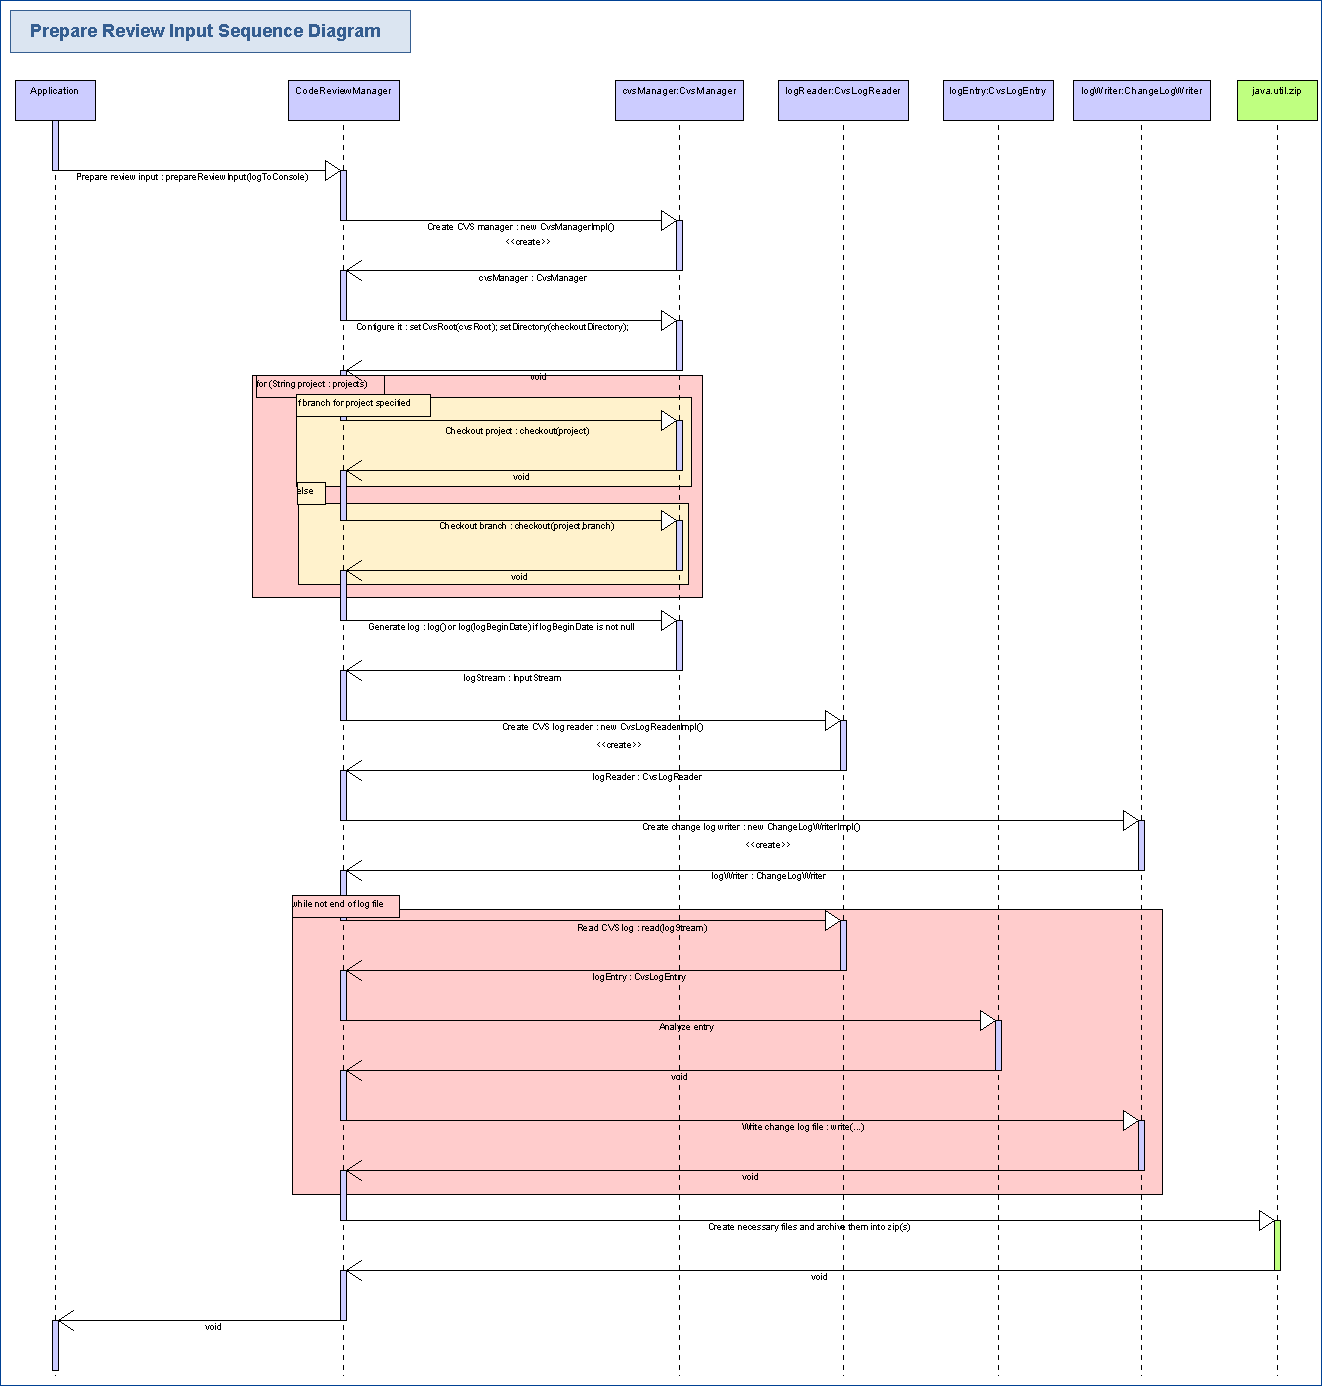 Prepare Review Input Sequence Diagram
Application
CodeReviewManager
cvsManager:CvsManager
logReader:CvsLogReader
logEntry:CvsLogEntry
logWriter:ChangeLogWriter
java.util.zip
Prepare review input : prepareReviewInput(logToConsole)
Create CVS manager : new CvsManagerImpl()
<<create>>
cvsManager : CvsManager
Configure it : setCvsRoot(cvsRoot); setDirectory(checkoutDirectory);
void
for (String project : projects)
if branch for project specified
Checkout project : checkout(project)
void
else
Checkout branch : checkout(project,branch)
void
Generate log : log() or log(logBeginDate) if logBeginDate is not null
logStream : InputStream
Create CVS log reader : new CvsLogReaderImpl()
<<create>>
logReader : CvsLogReader
Create change log writer : new ChangeLogWriterImpl()
<<create>>
logWriter : ChangeLogWriter
while not end of log file
Read CVS log : read(logStream)
logEntry : CvsLogEntry
Analyze entry
void
Write change log file : write(...)
void
Create necessary files and archive them into zip(s)
void
void